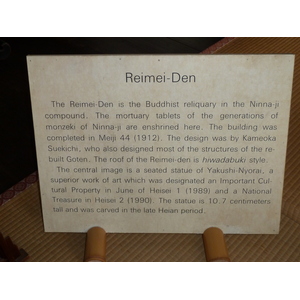 Reimei-Den
The Reimei-Den is the Buddhist reliquary in the Ninna-ji
compound. The mortuary tablets of the generations of
monzeki of Ninna-ji are enshrined here. The building was
completed in Meiji 44 (1912). The design was by Kameoka
Suekichi, who also designed most of the structures of the re-
built Goten. The roof of the Reimei-den is hiwadabuki style.
The central image is a seated statue of Yakushi-Nyorai, a
superior work of art which was designated an Important Cul-
tural Property in June of Heisei 1 (1989) and a National
Treasure in Heisei 2 (1990). The statue is 10.7 centimeters
tall and was carved in the late Heian period.